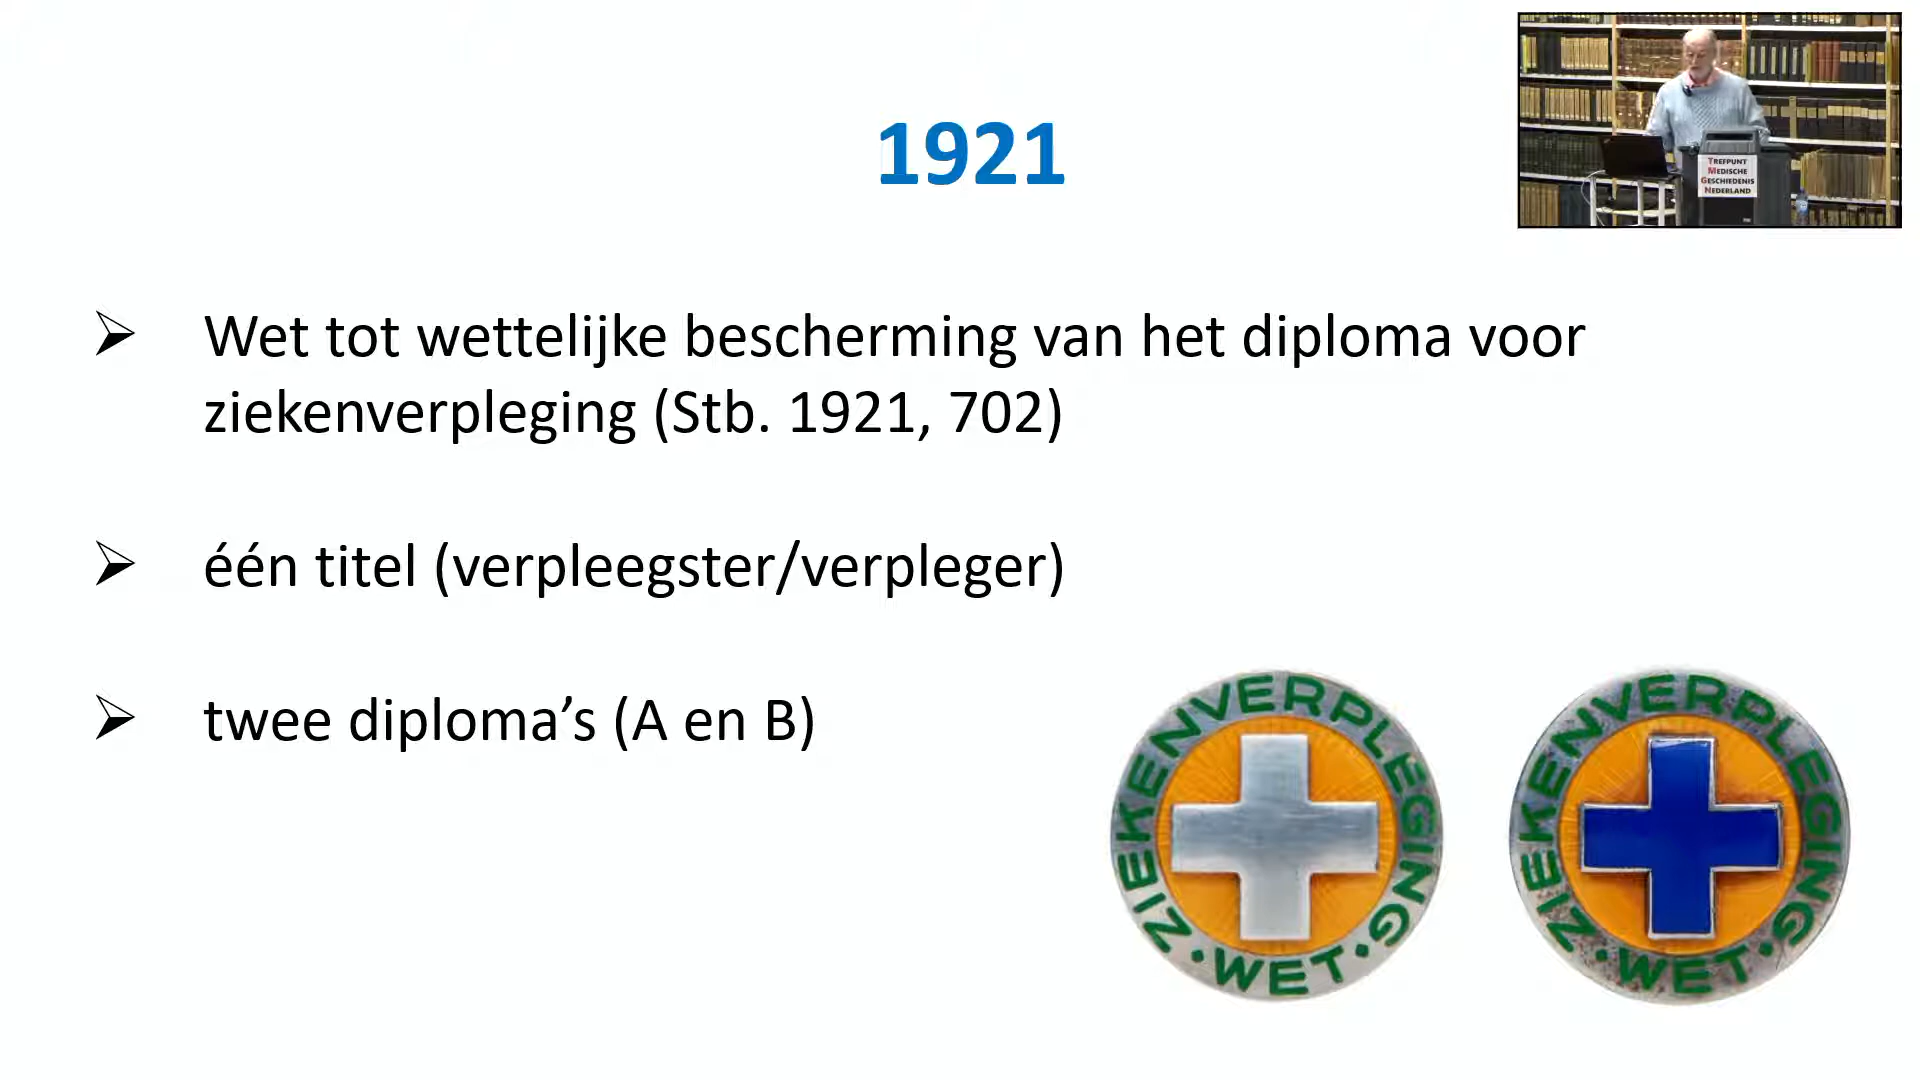 1921
TREFPUNT
MEDISCHE
GESCHIEDENIS
NEDERLAND
➢ Wet tot wettelijke bescherming van het diploma voor
ziekenverpleging (Stb. 1921, 702)
➢ één titel (verpleegster/verpleger)
➢ twee diploma’s (A en B)
ZIEKENVERPLEGING
• WET •
ZIEKENVERPLEGING
• WET •